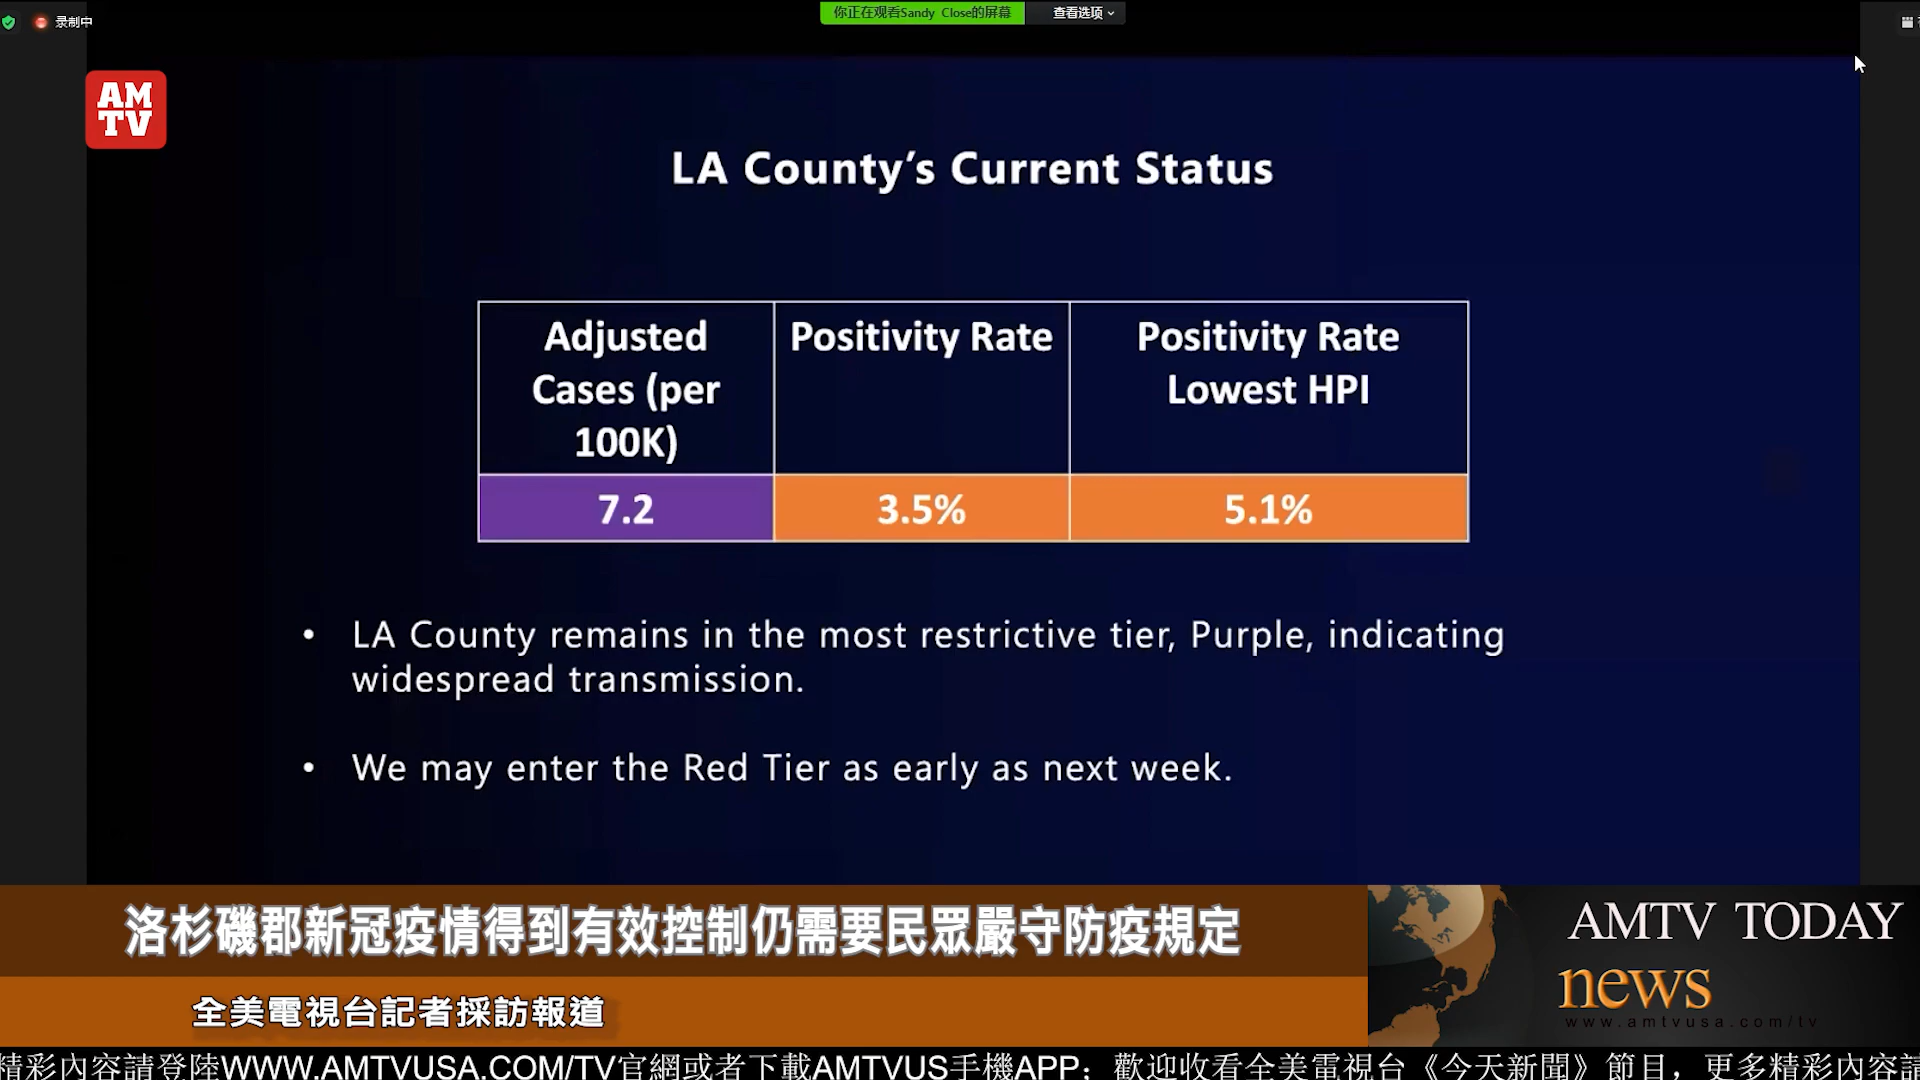 录制中
你正在观看Sandy Close的屏幕
查看选项
AM
TV
LA County's Current Status
Adjusted
Cases (per
100K)
Positivity Rate
Positivity Rate
Lowest HPI
7.2
3.5%
5.1%
• LA County remains in the most restrictive tier, Purple, indicating
widespread transmission.
• We may enter the Red Tier as early as next week.
洛杉磯郡新冠疫情得到有效控制仍需要民眾嚴守防疫規定
全美電視台記者採訪報道
AMTV TODAY
news
www.amtvusa.com/tv
精彩內容請登陸WWW.AMTVUSA.COM/TV官網或者下載AMTVUS手機APP；歡迎收看全美電視台《今天新聞》節目，更多精彩內容請